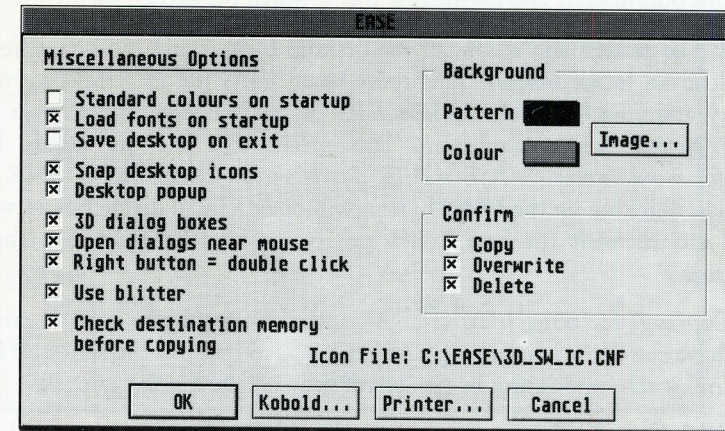 EASE
Miscellaneous Options
Standard colours on startup
Load fonts on startup
Save desktop on exit
Snap desktop icons
Desktop popup
3D dialog boxes
Open dialogs near mouse
Right button = double click
Use blitter
Check destination memory
before copying
Background
Pattern
Colour
Image...
Confirm
Copy
Overwrite
Delete
Icon File: C:\EASE\3D_SW_IC.CNF
OK
Kobold...
Printer...
Cancel